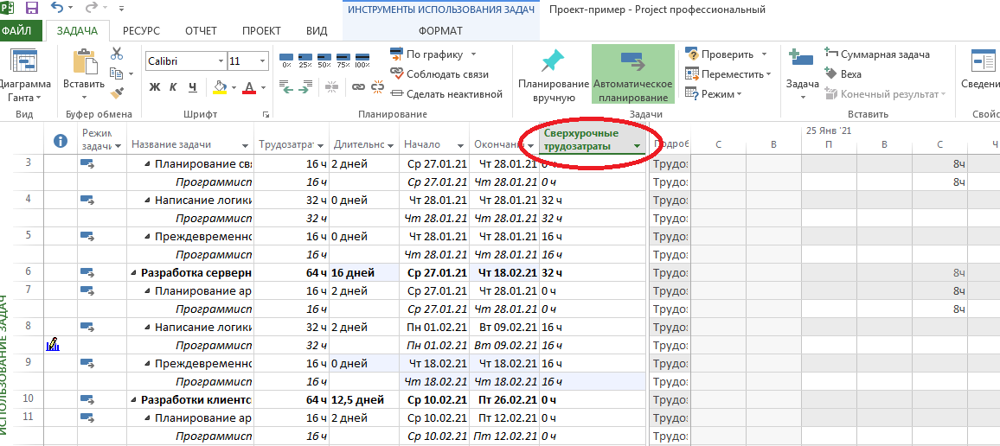 ИНСТРУМЕНТЫ ИСПОЛЬЗОВАНИЯ ЗАДАЧ Проект-пример - Project профессиональный
ФАЙЛ ЗАДАЧА РЕСУРС ОТЧЕТ ПРОЕКТ ВИД ФОРМАТ
Диаграмма Ганта Вид
Вставить Буфер обмена
Calibri 11
Ж К Ч А Шрифт
0% 25% 50% 75% 100%
По графику
Соблюдать связи
Сделать неактивной
Планирование
Планирование вручную
Автоматическое планирование
Проверить
Переместить
Режим
Задачи
Задача
Суммарная задача
Веха
Конечный результат
Вставить
Сведени
Свойс
Режим задачи Название задачи Трудозатрат Длительнс Начало Окончани Сверхурочные трудозатраты Подроб 25 Янв '21
С В П В С Ч
3 Планирование свя 16 ч 2 дней Ср 27.01.21 Чт 28.01.21 0 ч Трудоз 8ч
Программист 16 ч Ср 27.01.21 Чт 28.01.21 0 ч Трудоз 8ч
4 Написание логики 32 ч 0 дней Чт 28.01.21 Чт 28.01.21 32 ч Трудоз
Программист 32 ч Чт 28.01.21 Чт 28.01.21 32 ч Трудоз
5 Преждевременнс 16 ч 0 дней Чт 28.01.21 Чт 28.01.21 16 ч Трудоз
Программист 16 ч Чт 28.01.21 Чт 28.01.21 16 ч Трудоз
6 Разработка серверн 64 ч 16 дней Ср 27.01.21 Чт 18.02.21 32 ч Трудоз 8ч
7 Планирование ар 16 ч 2 дней Ср 27.01.21 Чт 28.01.21 0 ч Трудоз 8ч
Программист 16 ч Ср 27.01.21 Чт 28.01.21 0 ч Трудоз 8ч
8 Написание логики 32 ч 2 дней Пн 01.02.21 Вт 09.02.21 16 ч Трудоз
Программист 32 ч Пн 01.02.21 Вт 09.02.21 16 ч Трудоз
9 Преждевременнс 16 ч 0 дней Чт 18.02.21 Чт 18.02.21 16 ч Трудоз
Программист 16 ч Чт 18.02.21 Чт 18.02.21 16 ч Трудоз
10 Разработки клиентс 64 ч 12,5 дней Ср 10.02.21 Пт 26.02.21 0 ч Трудоз
11 Планирование ар 16 ч 2 дней Ср 10.02.21 Пт 12.02.21 0 ч Трудоз
Программист 16 ч Ср 10.02.21 Пт 12.02.21 0 ч Трудоз
ИСПОЛЬЗОВАНИЕ ЗАДАЧ